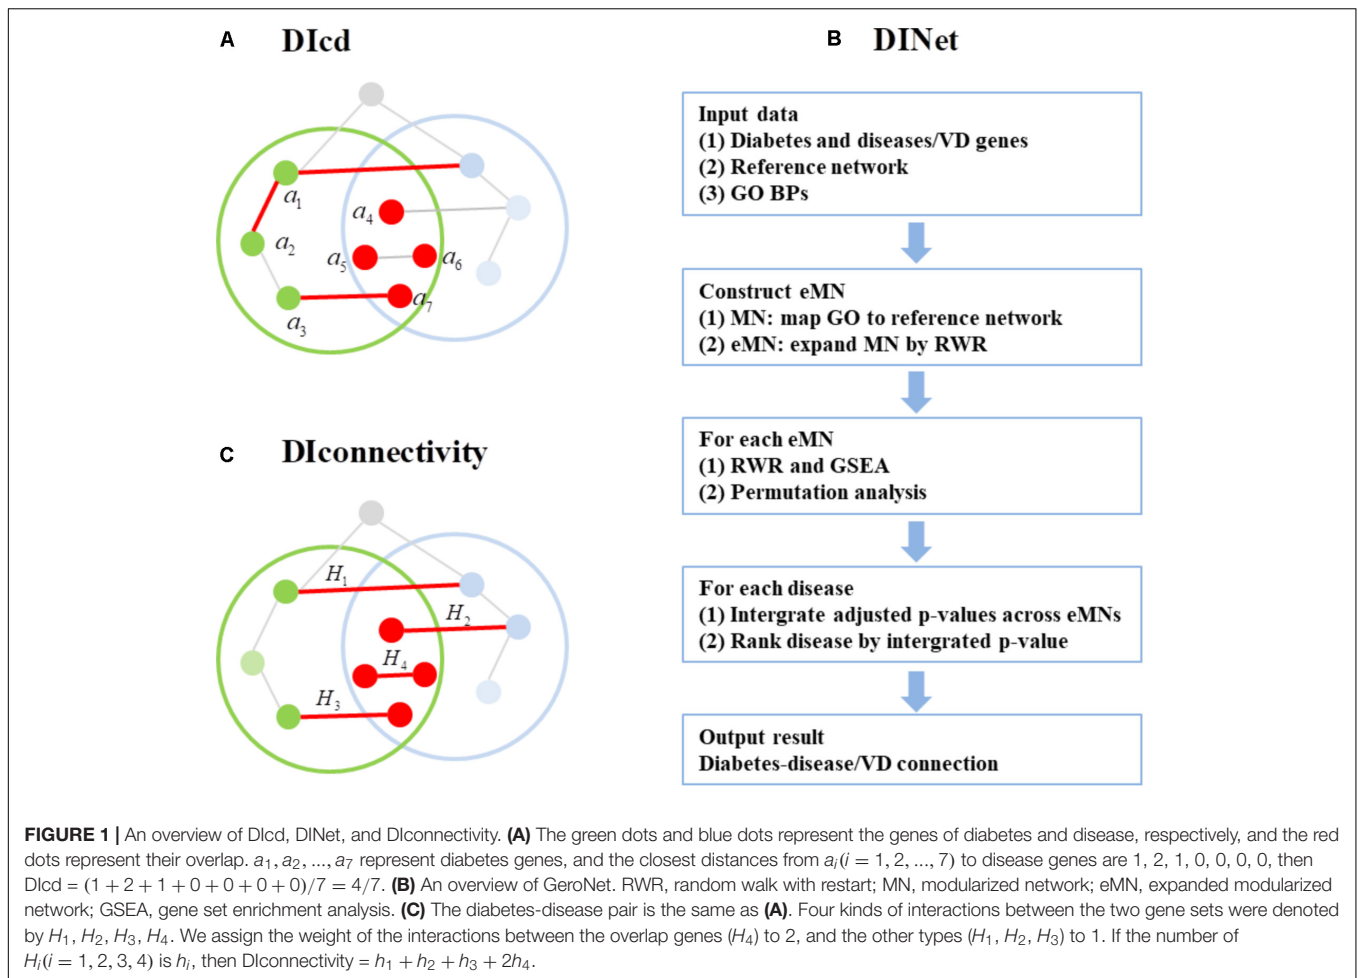 A DIcd
a1
a2
a3
a4
a5
a6
a7
B DINet
Input data
(1) Diabetes and diseases/VD genes
(2) Reference network
(3) GO BPs
Construct eMN
(1) MN: map GO to reference network
(2) eMN: expand MN by RWR
For each eMN
(1) RWR and GSEA
(2) Permutation analysis
For each disease
(1) Intergrate adjusted p-values across eMNs
(2) Rank disease by intergrated p-value
Output result
Diabetes-disease/VD connection
C DIconnectivity
H1
H2
H4
H3
FIGURE 1 | An overview of DIcd, DINet, and DIconnectivity. (A) The green dots and blue dots represent the genes of diabetes and disease, respectively, and the red
dots represent their overlap. a1, a2, ..., a7 represent diabetes genes, and the closest distances from ai(i = 1, 2, ..., 7) to disease genes are 1, 2, 1, 0, 0, 0, 0, then
DIcd = (1 + 2 + 1 + 0 + 0 + 0 + 0)/7 = 4/7. (B) An overview of GeroNet. RWR, random walk with restart; MN, modularized network; eMN, expanded modularized
network; GSEA, gene set enrichment analysis. (C) The diabetes-disease pair is the same as (A). Four kinds of interactions between the two gene sets were denoted
by H1, H2, H3, H4. We assign the weight of the interactions between the overlap genes (H4) to 2, and the other types (H1, H2, H3) to 1. If the number of
Hi(i = 1, 2, 3, 4) is hi, then DIconnectivity = h1 + h2 + h3 + 2h4.